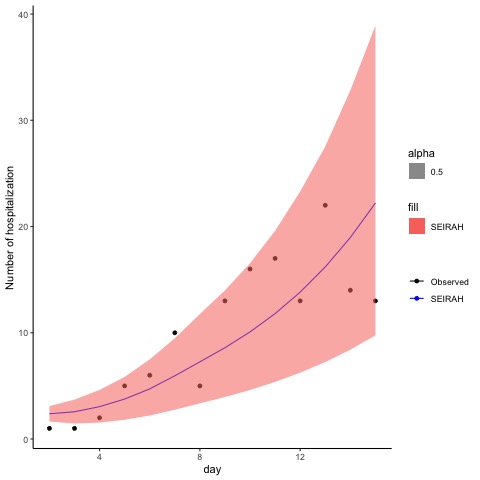 Number of hospitalization
40
30
20
10
0
4
8
12
day
alpha
0.5
fill
SEIRAH
Observed
SEIRAH